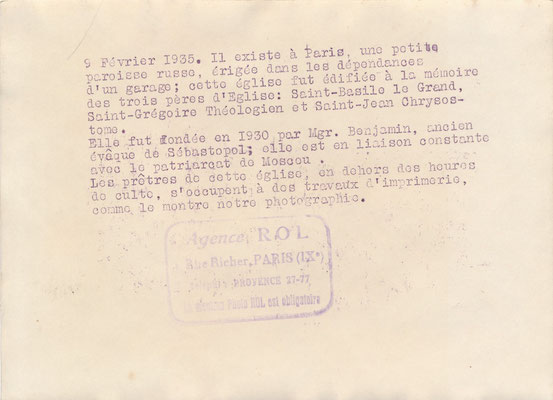 9 Février 1935. Il existe à Paris, une petite
paroisse russe, érigée dans les dépendances
d'un garage; cette église fut édifiée à la mémoire
des trois pères d'Eglise: Saint-Basile le Grand,
Saint-Grégoire Théologien et Saint-Jean Chrysos-
tome.
Elle fut fondée en 1930 par Mgr. Benjamin, ancien
évêque de Sébastopol; elle est en liaison constante
avec le patriarcat de Moscou .
Les prêtres de cette église, en dehors des heures
de culte, s'occupent à des travaux d'imprimerie,
comme le montre notre photographie.
Agence ROL
Rue Richer, PARIS (IXe)
PROVENCE 27-77
Photo ROL est obligatoire